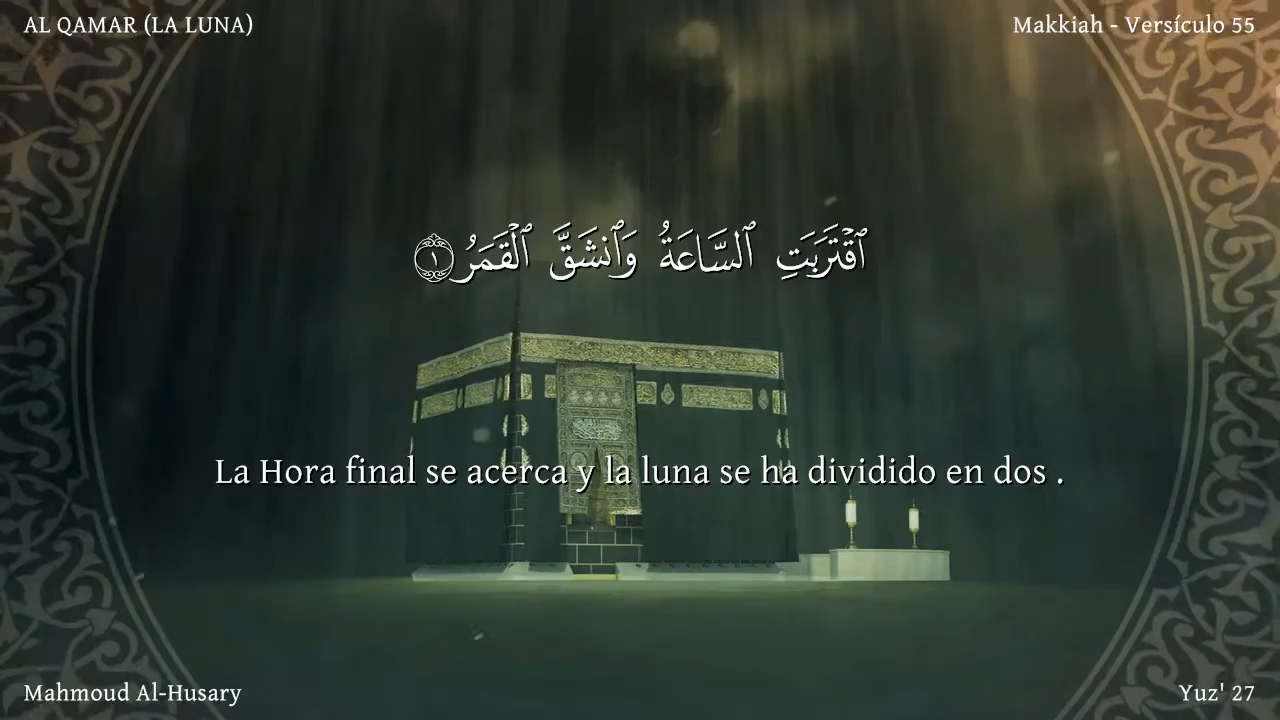 AL QAMAR (LA LUNA)
Makkiah - Versículo 55
ٱقْتَرَبَتِ ٱلسَّاعَةُ وَٱنشَقَّ ٱلْقَمَرُ ١
La Hora final se acerca y la luna se ha dividido en dos .
Mahmoud Al-Husary
Yuz' 27